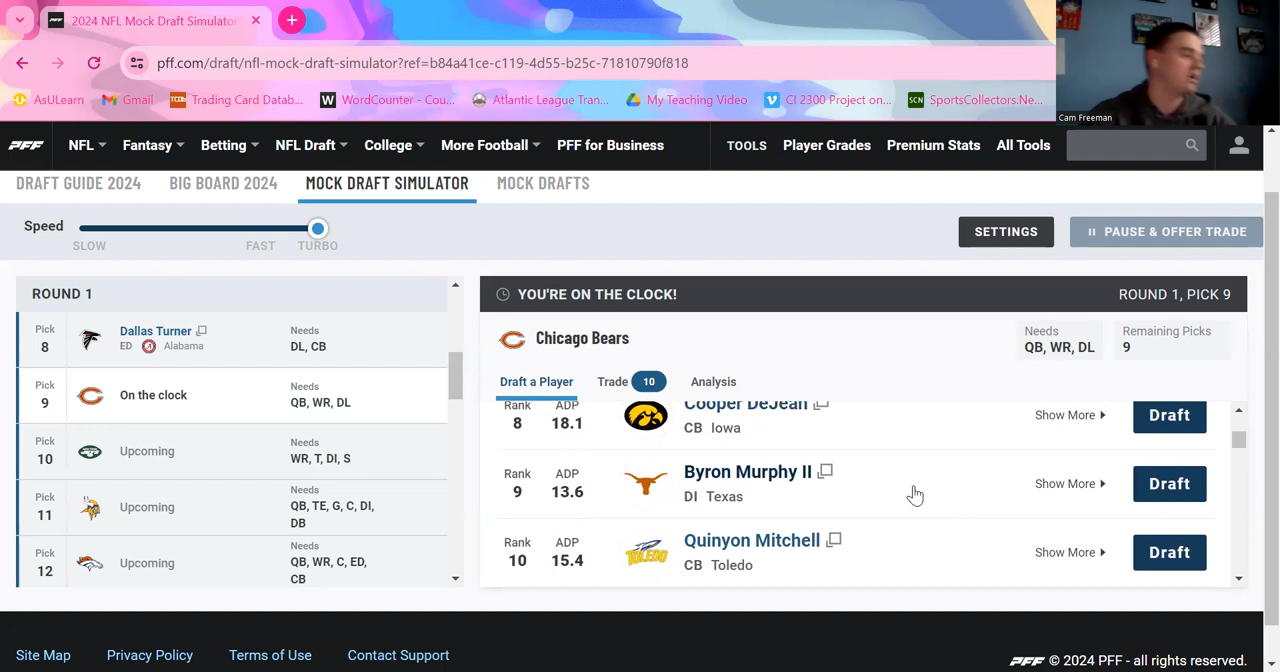 2024 NFL Mock Draft Simulator
pff.com/draft/nfl-mock-draft-simulator?ref=b84a41ce-c119-4d55-b25c-71810790f818
AsULearn
Gmail
TCDb Trading Card Datab...
W WordCounter - Cou...
Atlantic League Tran...
My Teaching Video
CI 2300 Project on...
SCN SportsCollectors.Ne...
Cam Freeman
PFF NFL Fantasy Betting NFL Draft College More Football PFF for Business TOOLS Player Grades Premium Stats All Tools
DRAFT GUIDE 2024 BIG BOARD 2024 MOCK DRAFT SIMULATOR MOCK DRAFTS
Speed
SLOW FAST TURBO
SETTINGS
PAUSE & OFFER TRADE
ROUND 1
Pick 8
Dallas Turner
ED Alabama
Needs
DL, CB
Pick 9
On the clock
Needs
QB, WR, DL
Pick 10
Upcoming
Needs
WR, T, DI, S
Pick 11
Upcoming
Needs
QB, TE, G, C, DI,
DB
Pick 12
Upcoming
Needs
QB, WR, C, ED,
CB
YOU'RE ON THE CLOCK! ROUND 1, PICK 9
Chicago Bears
Needs
QB, WR, DL
Remaining Picks
9
Draft a Player Trade 10 Analysis
Rank ADP
8 18.1
Cooper DeJean
CB Iowa
Show More Draft
Rank ADP
9 13.6
Byron Murphy II
DI Texas
Show More Draft
Rank ADP
10 15.4
TOLEDO
Quinyon Mitchell
CB Toledo
Show More Draft
Site Map Privacy Policy Terms of Use Contact Support
PFF © 2024 PFF - all rights reserved.